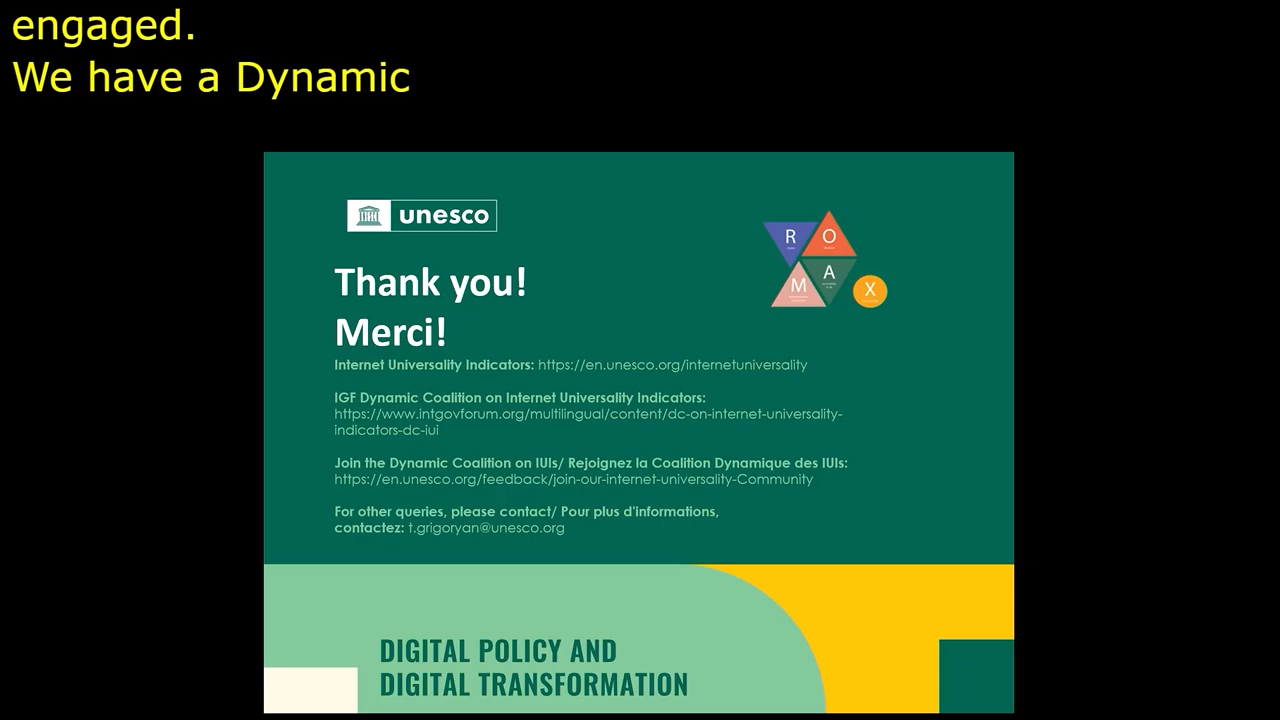 engaged.
We have a Dynamic
unesco
R
O
M
A
X
Thank you!
Merci!
Internet Universality Indicators: https://en.unesco.org/internetuniversality
IGF Dynamic Coalition on Internet Universality Indicators:
https://www.intgovforum.org/multilingual/content/dc-on-internet-universality-
indicators-dc-iui
Join the Dynamic Coalition on IUIs/ Rejoignez la Coalition Dynamique des IUIs:
https://en.unesco.org/feedback/join-our-internet-universality-Community
For other queries, please contact/ Pour plus d'informations,
contactez: t.grigoryan@unesco.org
DIGITAL POLICY AND
DIGITAL TRANSFORMATION